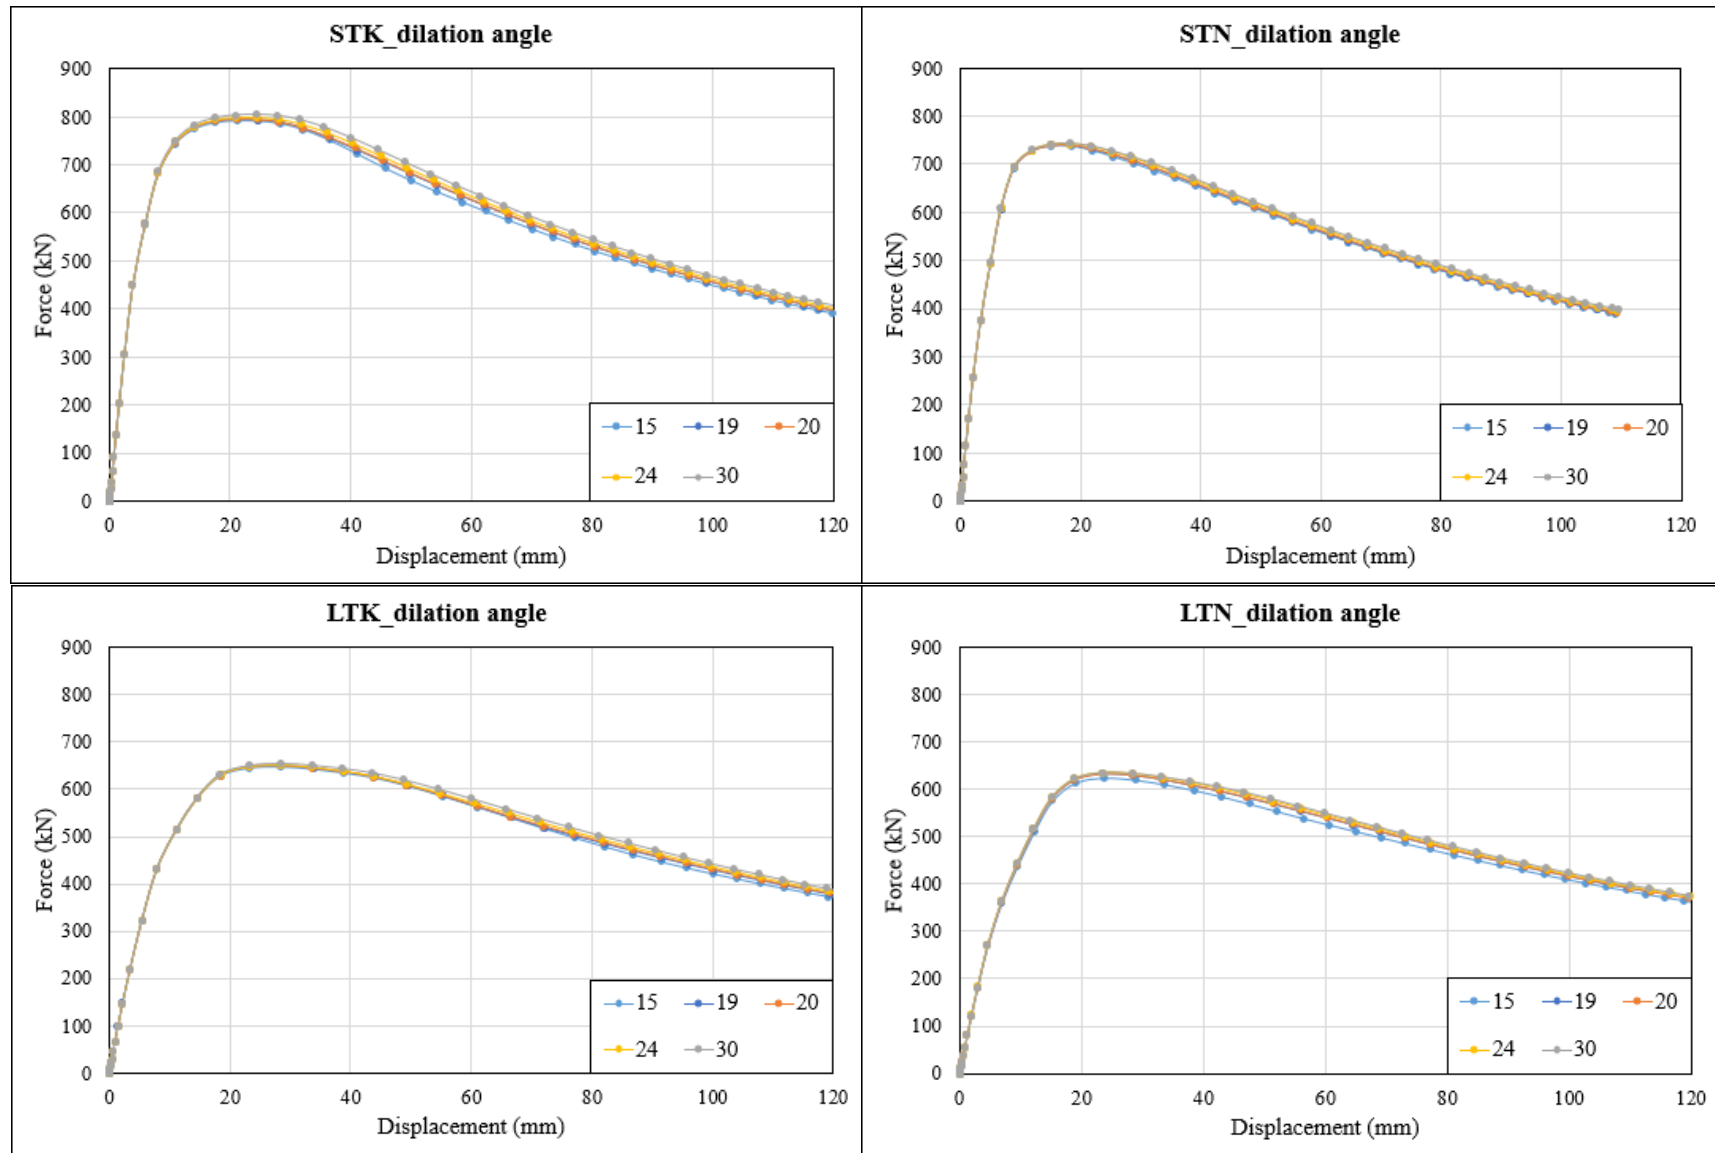 STK_dilation angle
900
800
700
600
500
400
300
200
100
0
Force (kN)
0 20 40 60 80 100 120
Displacement (mm)
15 19 20
24 30
STN_dilation angle
900
800
700
600
500
400
300
200
100
0
Force (kN)
0 20 40 60 80 100 120
Displacement (mm)
15 19 20
24 30
LTK_dilation angle
900
800
700
600
500
400
300
200
100
0
Force (kN)
0 20 40 60 80 100 120
Displacement (mm)
15 19 20
24 30
LTN_dilation angle
900
800
700
600
500
400
300
200
100
0
Force (kN)
0 20 40 60 80 100 120
Displacement (mm)
15 19 20
24 30